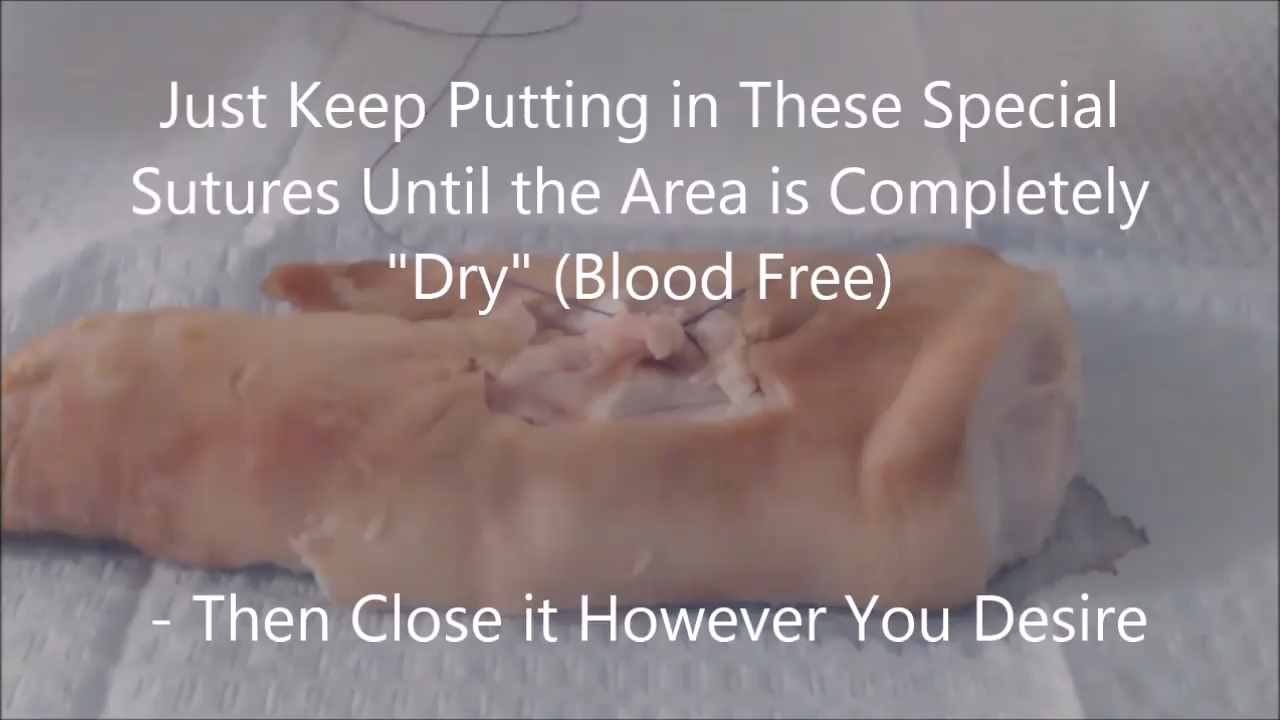 Just Keep Putting in These Special
Sutures Until the Area is Completely
"Dry" (Blood Free)
- Then Close it However You Desire